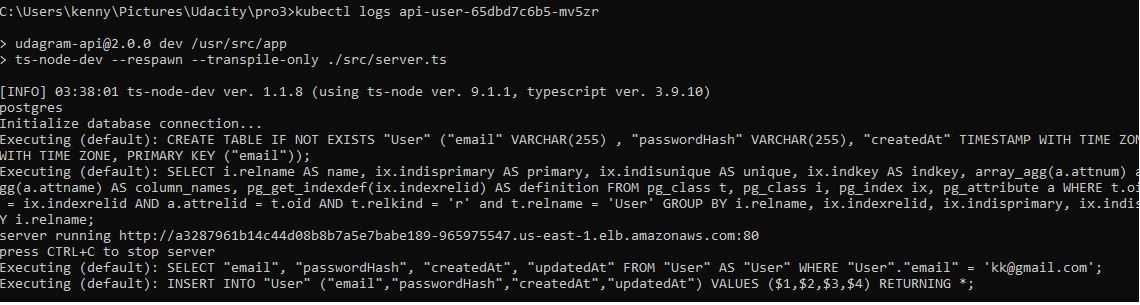 C:\Users\kenny\Pictures\Udacity\pro3>kubectl logs api-user-65dbd7c6b5-mv5zr
> udagram-api@2.0.0 dev /usr/src/app
> ts-node-dev --respawn --transpile-only ./src/server.ts
[INFO] 03:38:01 ts-node-dev ver. 1.1.8 (using ts-node ver. 9.1.1, typescript ver. 3.9.10)
postgres
Initialize database connection...
Executing (default): CREATE TABLE IF NOT EXISTS "User" ("email" VARCHAR(255) , "passwordHash" VARCHAR(255), "createdAt" TIMESTAMP WITH TIME ZON
WITH TIME ZONE, PRIMARY KEY ("email"));
Executing (default): SELECT i.relname AS name, ix.indisprimary AS primary, ix.indisunique AS unique, ix.indkey AS indkey, array_agg(a.attnum) a
gg(a.attname) AS column_names, pg_get_indexdef(ix.indexrelid) AS definition FROM pg_class t, pg_class i, pg_index ix, pg_attribute a WHERE t.oi
= ix.indexrelid AND a.attrelid = t.oid AND t.relkind = 'r' and t.relname = 'User' GROUP BY i.relname, ix.indexrelid, ix.indisprimary, ix.indis
Y i.relname;
server running http://a3287961b14c44d08b8b7a5e7babe189-965975547.us-east-1.elb.amazonaws.com:80
press CTRL+C to stop server
Executing (default): SELECT "email", "passwordHash", "createdAt", "updatedAt" FROM "User" AS "User" WHERE "User"."email" = 'kk@gmail.com';
Executing (default): INSERT INTO "User" ("email","passwordHash","createdAt","updatedAt") VALUES ($1,$2,$3,$4) RETURNING *;